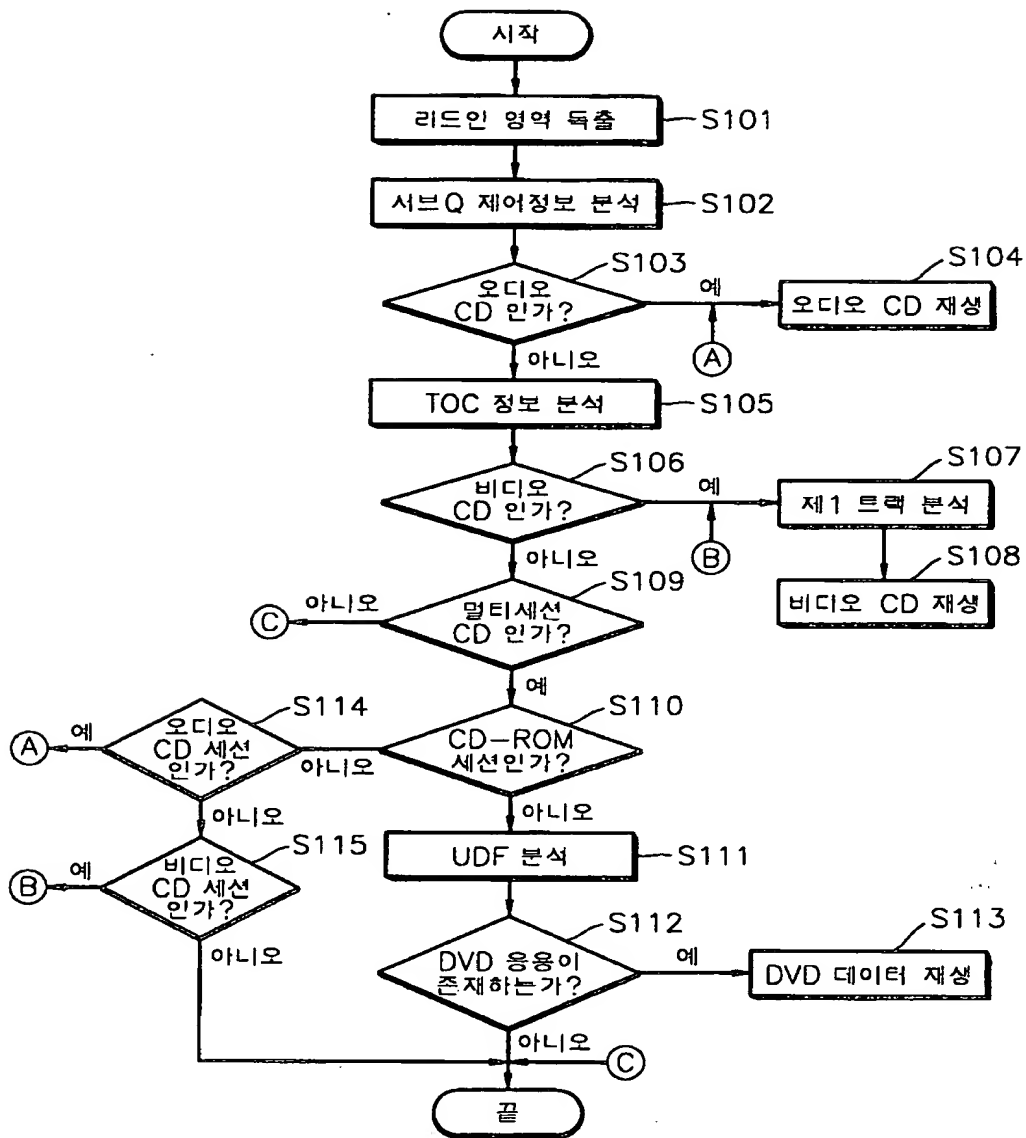 시작
리드인 영역 독출
S101
서브Q 제어정보 분석
S102
S103
오디오
CD 인가?
예
S104
오디오 CD 재생
A
아니오
TOC 정보 분석
S105
S106
비디오
CD 인가?
예
S107
제1 트랙 분석
B
S108
비디오 CD 재생
아니오
S109
멀티세션
CD 인가?
아니오
C
예
S110
CD-ROM
세션인가?
아니오
S114
오디오
CD 세션
인가?
예
A
아니오
S115
비디오
CD 세션
인가?
예
B
아니오
아니오
UDF 분석
S111
S112
DVD 응용이
존재하는가?
예
S113
DVD 데이터 재생
아니오
C
끝